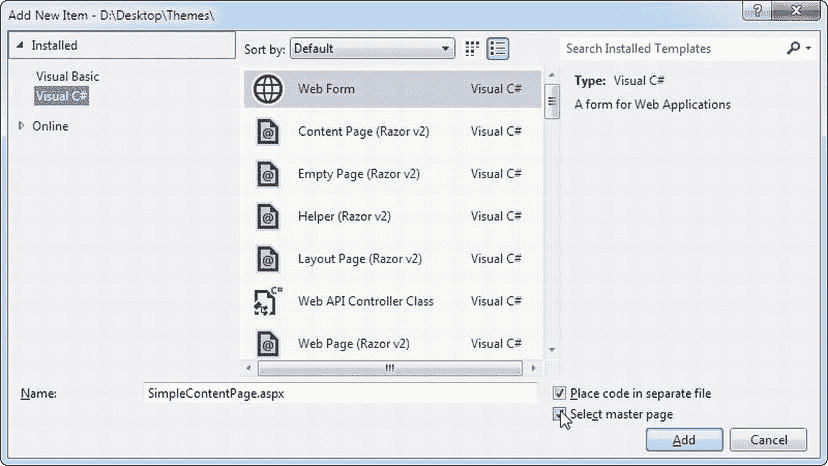 Add New Item - D:\Desktop\Themes\
Installed
Sort by: Default
Search Installed Templates
Visual Basic
Visual C#
Online
Web Form Visual C#
Content Page (Razor v2) Visual C#
Empty Page (Razor v2) Visual C#
Helper (Razor v2) Visual C#
Layout Page (Razor v2) Visual C#
C#
Web API Controller Class Visual C#
Web Page (Razor v2) Visual C#
Type: Visual C#
A form for Web Applications
Name: SimpleContentPage.aspx
Place code in separate file
Select master page
Add Cancel